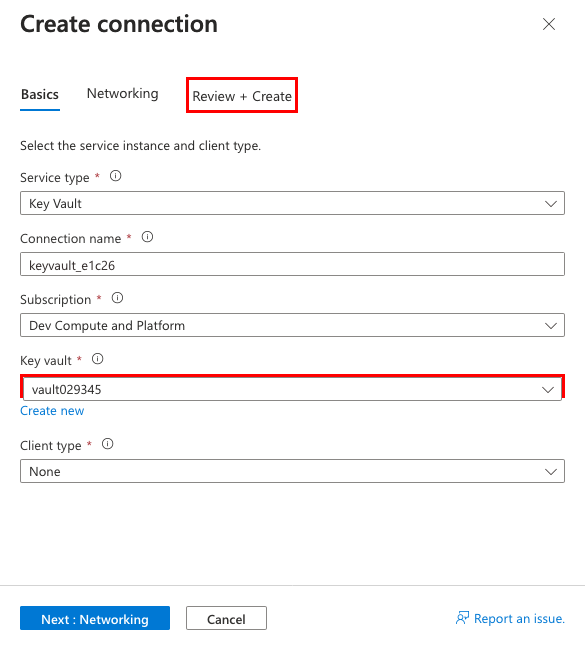 Create connection
Basics Networking Review + Create
Select the service instance and client type.
Service type *
Key Vault
Connection name *
keyvault_e1c26
Subscription *
Dev Compute and Platform
Key vault *
vault029345
Create new
Client type *
None
Next : Networking Cancel Report an issue.